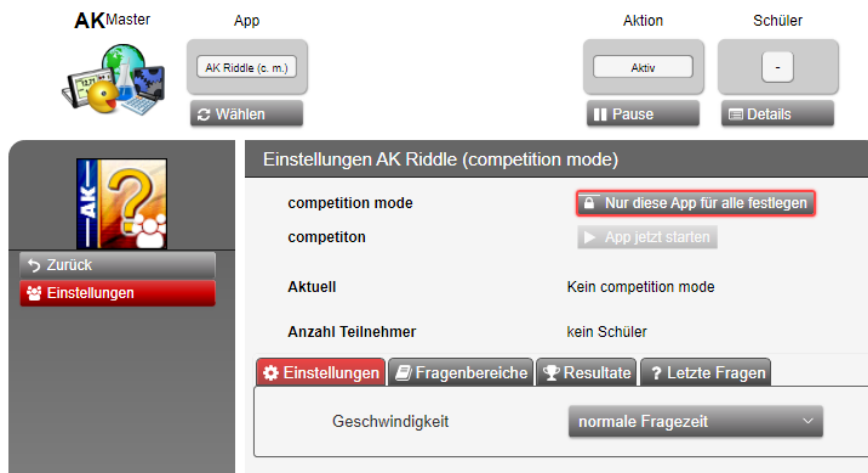 AK Master
App
Aktion
Schüler
AK Riddle (c. m.)
Aktiv
-
Wählen
Pause
Details
AK
?
Einstellungen AK Riddle (competition mode)
competition mode
Nur diese App für alle festlegen
competiton
App jetzt starten
Zurück
Einstellungen
Aktuell
Kein competition mode
Anzahl Teilnehmer
kein Schüler
Einstellungen
Fragenbereiche
Resultate
? Letzte Fragen
Geschwindigkeit
normale Fragezeit